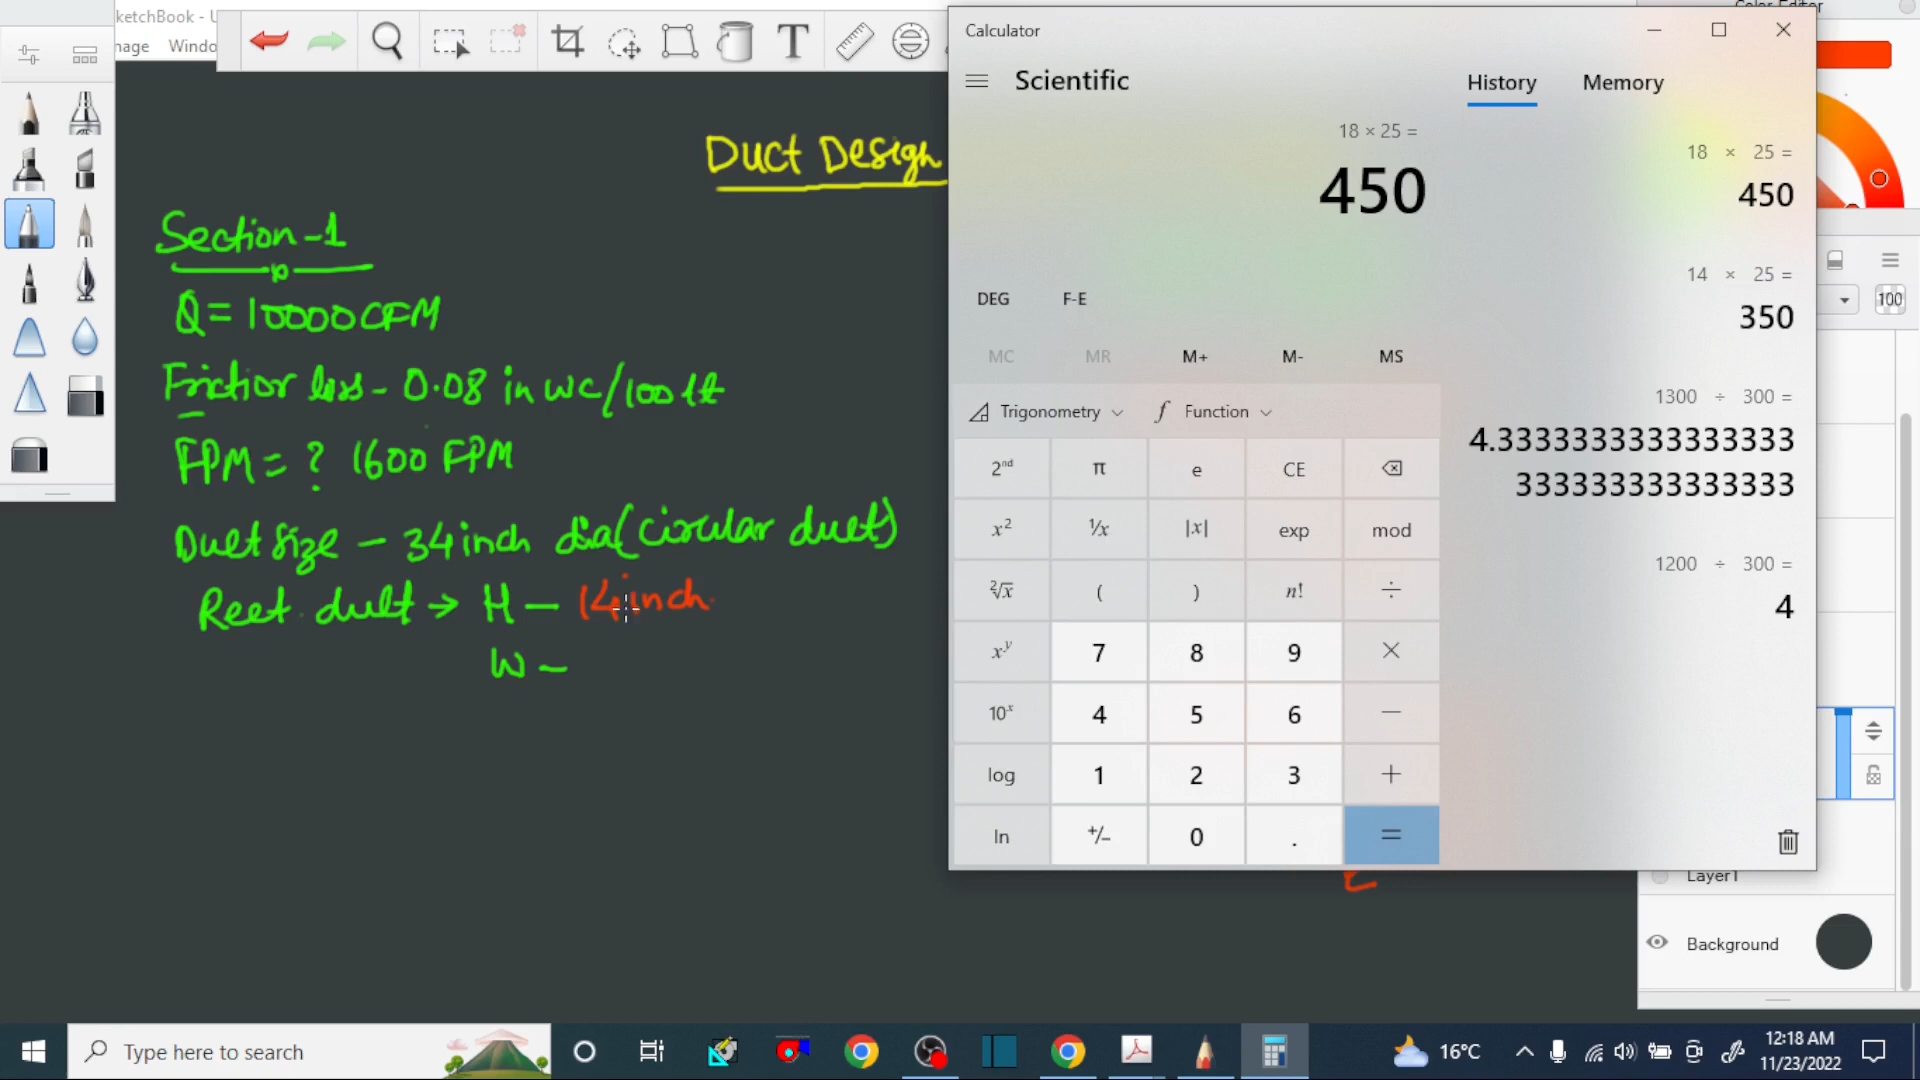 ketchBook - U
nage Windo
Color Editor
Duct Design
Section-1
Q = 10000 CFM
Friction loss - 0.08 in wc/100 ft
FPM = ? 1600 FPM
Duct Size - 34 inch dia (circular duct)
Rect. duct → H - 14 inch
W -
Calculator
Scientific
History Memory
18 × 25 =
450
18 × 25 =
450
14 × 25 =
350
1300 ÷ 300 =
4.3333333333333333
333333333333333
1200 ÷ 300 =
4
DEG F-E
MC MR M+ M- MS
Trigonometry Function
2nd π e CE
x² ¹/x |x| exp mod
²√x ( ) n! ÷
xʸ 7 8 9 ×
10ˣ 4 5 6 −
log 1 2 3 +
ln +/− 0 . =
100
Layer1
Background
Type here to search
16°C
12:18 AM
11/23/2022